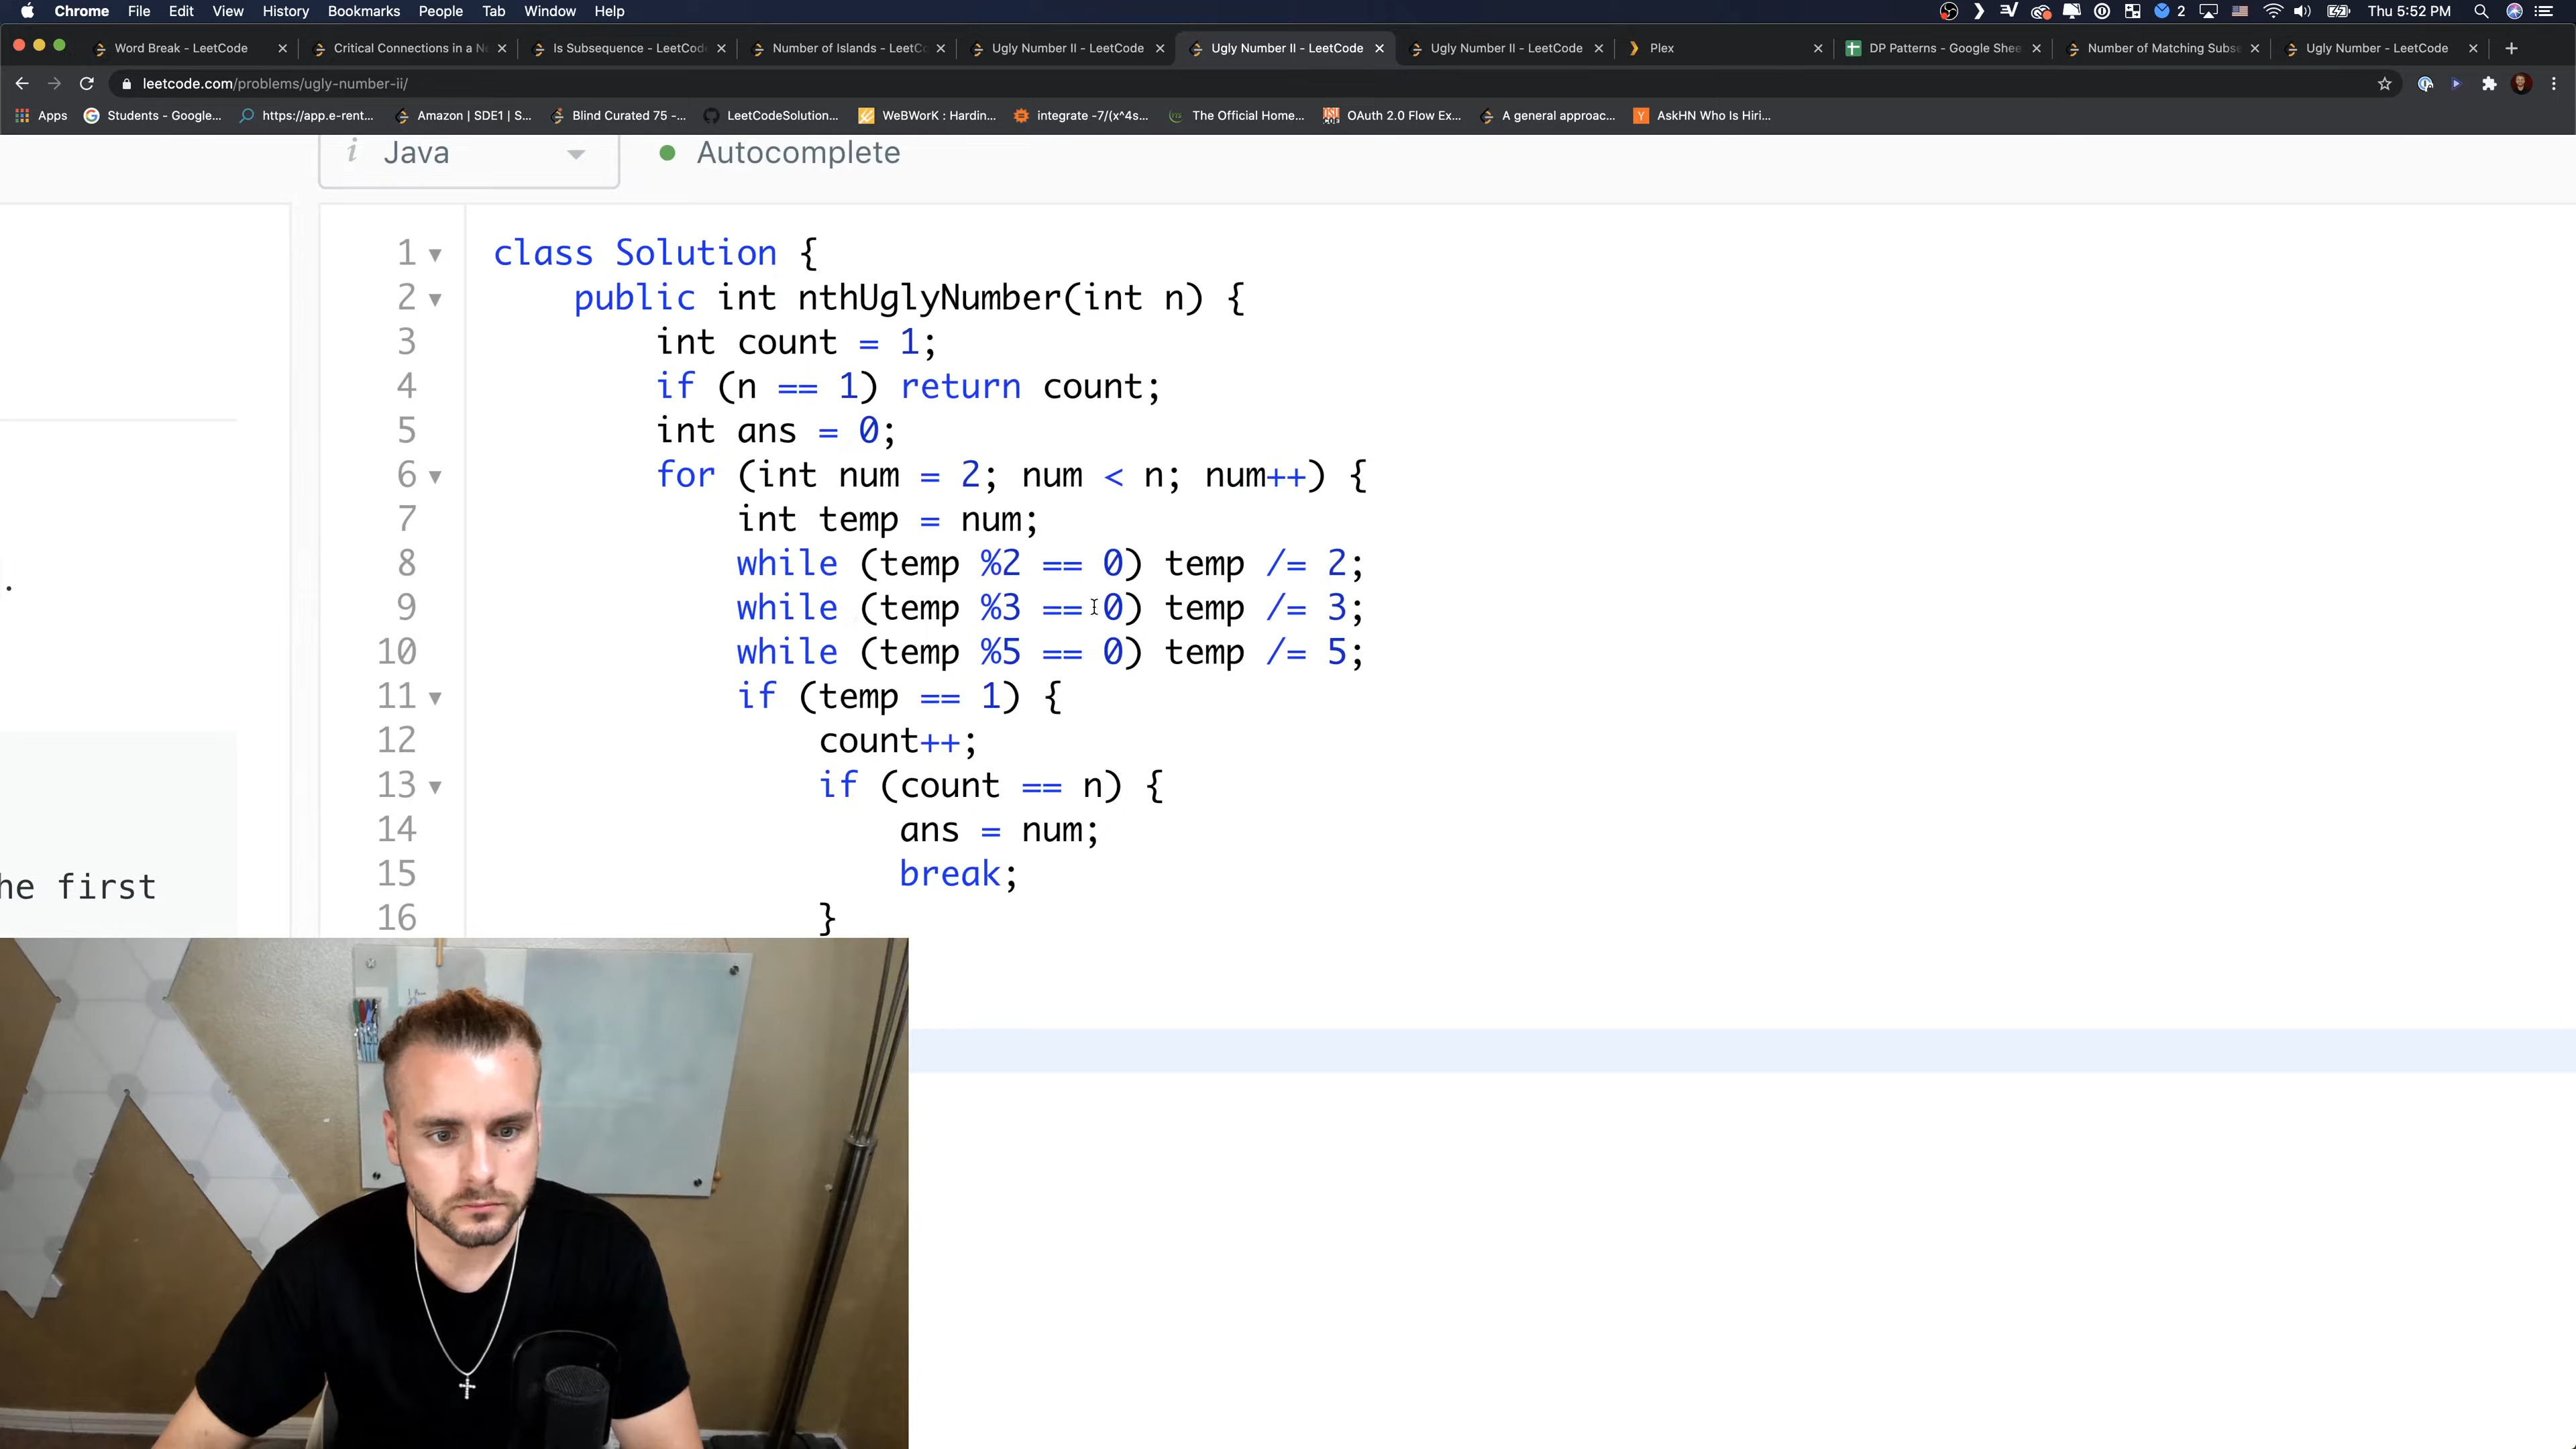 Chrome File Edit View History Bookmarks People Tab Window Help 2 Thu 5:52 PM
Word Break - LeetCode Critical Connections in a Ne Is Subsequence - LeetCode Number of Islands - LeetCo Ugly Number II - LeetCode Ugly Number II - LeetCode Ugly Number II - LeetCode Plex DP Patterns - Google Shee Number of Matching Subse Ugly Number - LeetCode
leetcode.com/problems/ugly-number-ii/
Apps Students - Google... https://app.e-rent... Amazon | SDE1 | S... Blind Curated 75 -... LeetCodeSolution... WeBWorK : Hardin... integrate -7/(x^4s... The Official Home... OAuth 2.0 Flow Ex... A general approac... AskHN Who Is Hiri...
i Java Autocomplete
1 class Solution {
2 public int nthUglyNumber(int n) {
3 int count = 1;
4 if (n == 1) return count;
5 int ans = 0;
6 for (int num = 2; num < n; num++) {
7 int temp = num;
8 while (temp %2 == 0) temp /= 2;
9 while (temp %3 == 0) temp /= 3;
10 while (temp %5 == 0) temp /= 5;
11 if (temp == 1) {
12 count++;
13 if (count == n) {
14 ans = num;
15 break;
16 }
.
he first